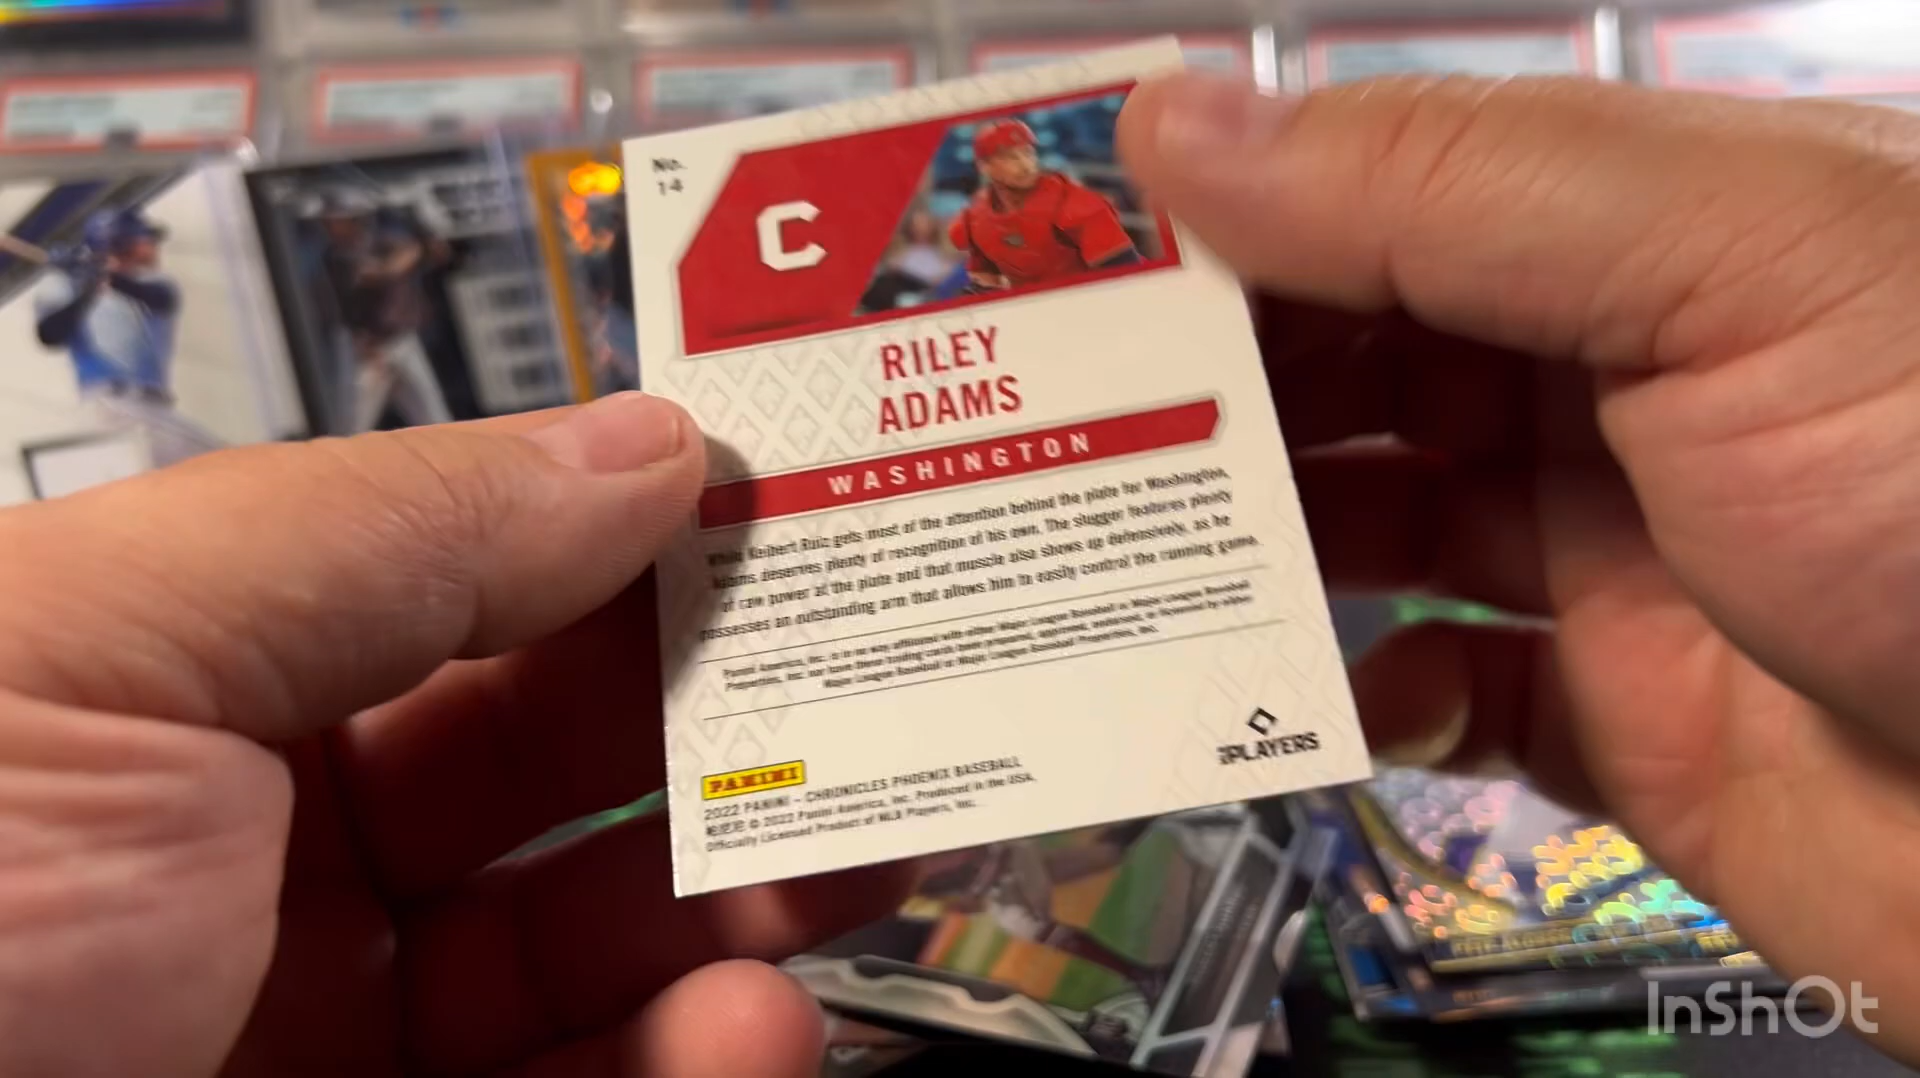 No.
14
C
RILEY
ADAMS
WASHINGTON
While Keibert Ruiz gets most of the attention behind the plate for Washington,
Adams deserves plenty of recognition of his own. The slugger features plenty
of raw power at the plate and that muscle also shows up defensively, as he
possesses an outstanding arm that allows him to easily control the running game.
Panini America, Inc. is in no way affiliated with either Major League Baseball or Major League Baseball
Properties, Inc. nor have these trading cards been prepared, approved, endorsed, or licensed by either
Major League Baseball or Major League Baseball Properties, Inc.
PLAYERS
PANINI
2022 PANINI – CHRONICLES PHOENIX BASEBALL
© 2022 Panini America, Inc. Produced in the USA.
Officially Licensed Product of MLB Players, Inc.
InShOt